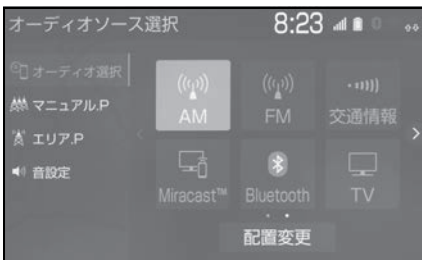 オーディオソース選択 8:23
オーディオ選択
マニュアル.P
エリア.P
音設定
AM FM 交通情報
Miracast™ Bluetooth TV
配置変更